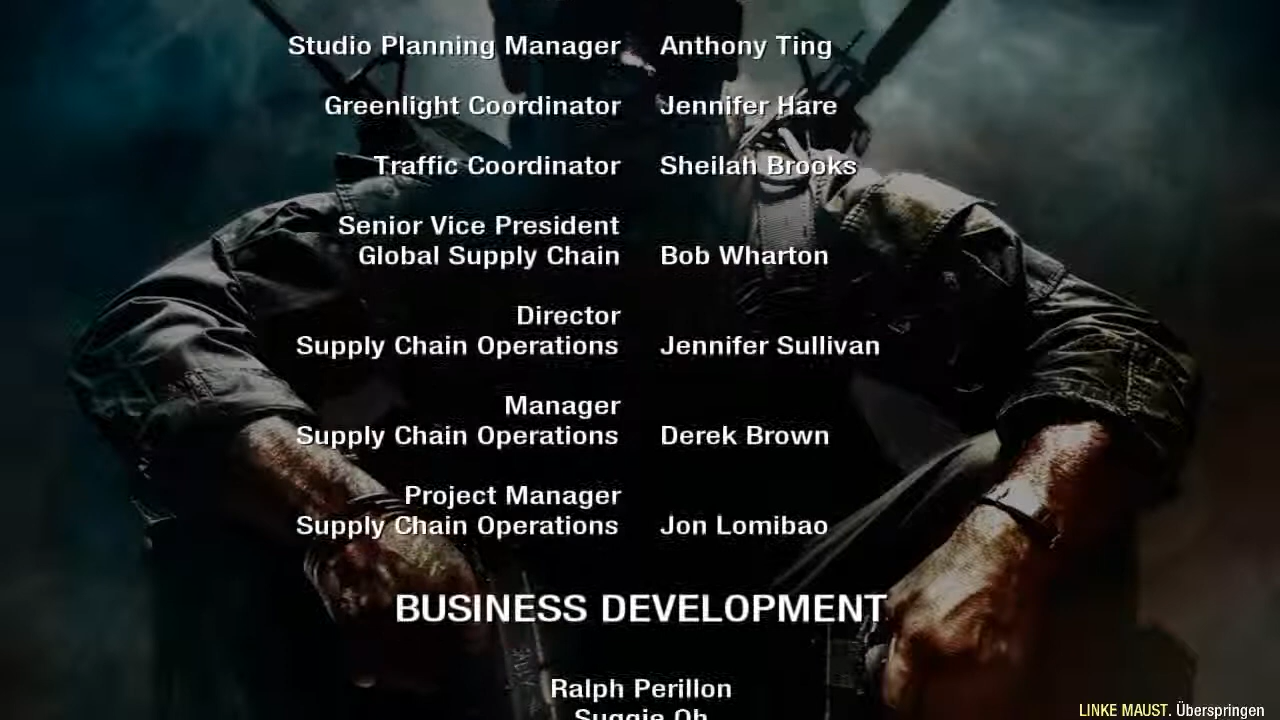 Studio Planning Manager Anthony Ting
Greenlight Coordinator Jennifer Hare
Traffic Coordinator Sheilah Brooks
Senior Vice President
Global Supply Chain Bob Wharton
Director
Supply Chain Operations Jennifer Sullivan
Manager
Supply Chain Operations Derek Brown
Project Manager
Supply Chain Operations Jon Lomibao
BUSINESS DEVELOPMENT
Ralph Perillon
Suggie Oh
LINKE MAUST. Überspringen